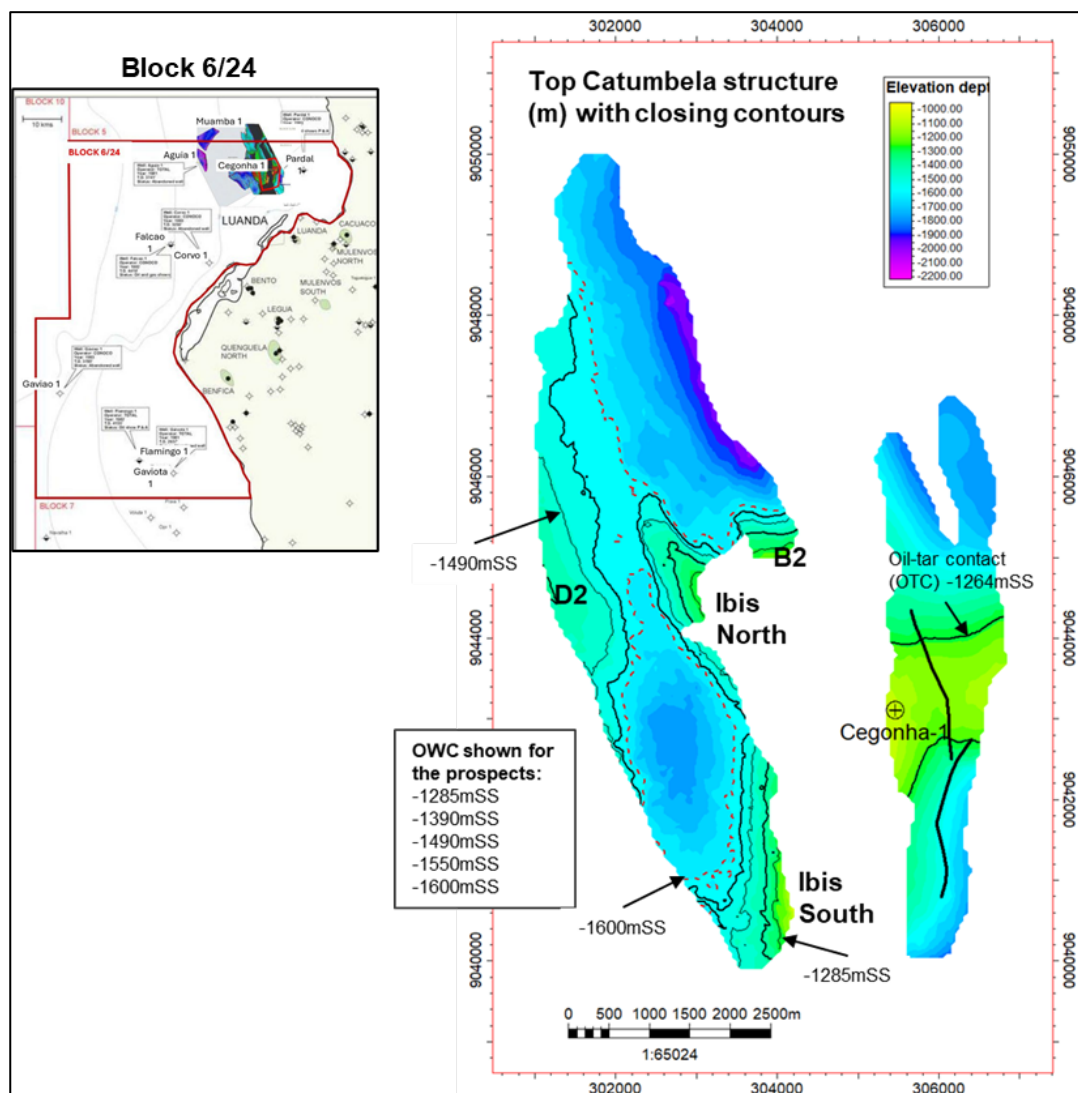 Block 6/24
BLOCK 10
10 kms
BLOCK 5
BLOCK 6/24
Muamba 1
Aguia 1
Cegonha 1
Pardal
1
LUANDA
CACUACO
LUANDA
MULENVOS
NORTH
Falcao
1
Corvo 1
BENTO
MULENVOS
SOUTH
LEGUA
QUENGUELA
NORTH
Gaviao 1
BENFICA
Flamingo 1
Gaviota
1
BLOCK 7
302000
304000
306000
Top Catumbela structure
(m) with closing contours
Elevation dept
-1000.00
-1100.00
-1200.00
-1300.00
-1400.00
-1500.00
-1600.00
-1700.00
-1800.00
-1900.00
-2000.00
-2100.00
-2200.00
9050000
9050000
9048000
9048000
9046000
9046000
-1490mSS
D2
B2
Ibis
North
Oil-tar contact
(OTC) -1264mSS
9044000
9044000
Cegonha-1
OWC shown for
the prospects:
-1285mSS
-1390mSS
-1490mSS
-1550mSS
-1600mSS
9042000
9042000
Ibis
South
-1600mSS
-1285mSS
9040000
9040000
0 500 1000 1500 2000 2500m
1:65024
302000
304000
306000